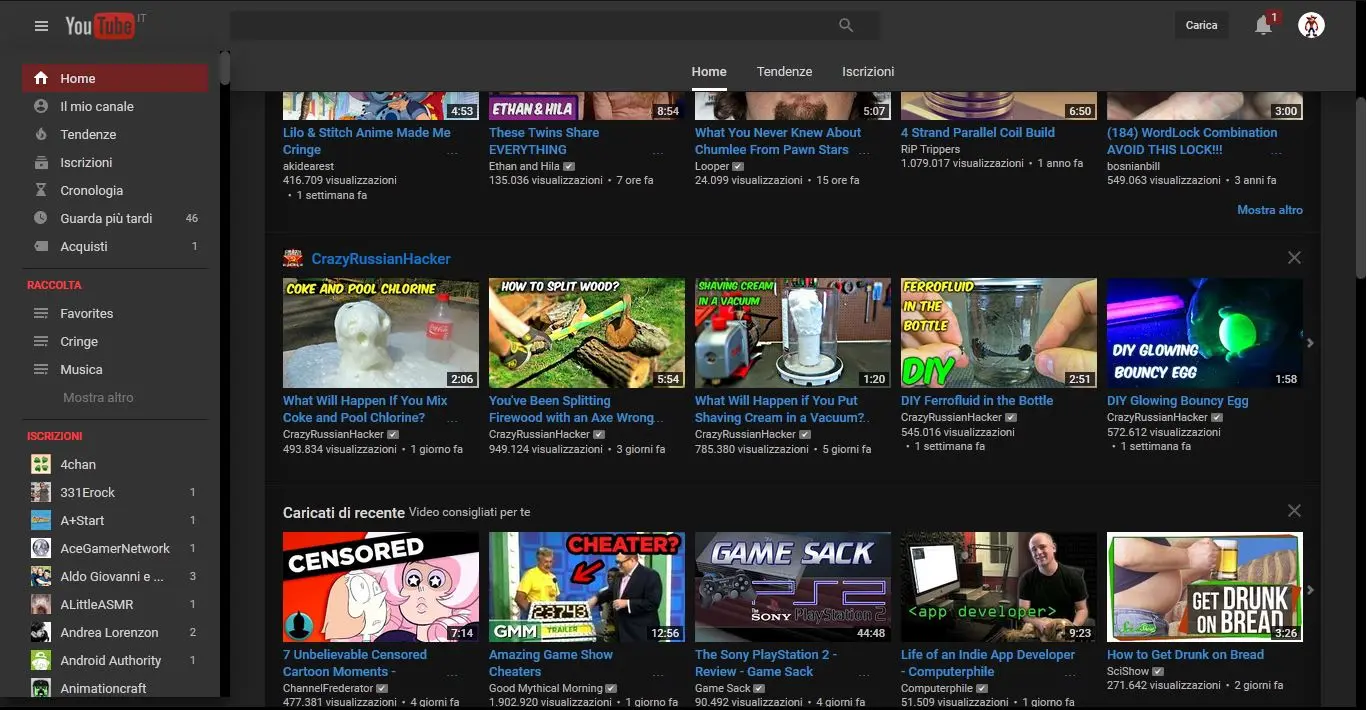 YouTube IT
Carica
1
Home
Tendenze
Iscrizioni
Home
Il mio canale
Tendenze
Iscrizioni
Cronologia
Guarda più tardi 46
Acquisti 1
RACCOLTA
Favorites
Cringe
Musica
Mostra altro
ISCRIZIONI
4chan
331Erock 1
A+Start 1
AceGamerNetwork 1
Aldo Giovanni e ... 3
ALittleASMR 1
Andrea Lorenzon 2
Android Authority 1
Animationcraft
4:53
Lilo & Stitch Anime Made Me
Cringe ...
akidearest
416.709 visualizzazioni
• 1 settimana fa
ETHAN & HILA
8:54
These Twins Share
EVERYTHING ...
Ethan and Hila
135.036 visualizzazioni • 7 ore fa
5:07
What You Never Knew About
Chumlee From Pawn Stars ...
Looper
24.099 visualizzazioni • 15 ore fa
6:50
4 Strand Parallel Coil Build
RiP Trippers
1.079.017 visualizzazioni • 1 anno fa
3:00
(184) WordLock Combination
AVOID THIS LOCK!!! ...
bosnianbill
549.063 visualizzazioni • 3 anni fa
Mostra altro
CrazyRussianHacker
COKE AND POOL CHLORINE
2:06
What Will Happen If You Mix
Coke and Pool Chlorine? ...
CrazyRussianHacker
493.834 visualizzazioni • 1 giorno fa
HOW TO SPLIT WOOD?
5:54
You've Been Splitting
Firewood with an Axe Wrong...
CrazyRussianHacker
949.124 visualizzazioni • 3 giorni fa
SHAVING CREAM
IN A VACUUM
1:20
What Will Happen if You Put
Shaving Cream in a Vacuum?..
CrazyRussianHacker
785.380 visualizzazioni • 5 giorni fa
FERROFLUID
IN THE
BOTTLE
DIY
2:51
DIY Ferrofluid in the Bottle
CrazyRussianHacker
545.016 visualizzazioni
• 1 settimana fa
DIY GLOWING
BOUNCY EGG
1:58
DIY Glowing Bouncy Egg
CrazyRussianHacker
572.612 visualizzazioni
• 1 settimana fa
Caricati di recente Video consigliati per te
CENSORED
7:14
7 Unbelievable Censored
Cartoon Moments - ...
ChannelFrederator
477.381 visualizzazioni • 4 giorni fa
CHEATER?
23743
GMM TRAILER
12:56
Amazing Game Show
Cheaters ...
Good Mythical Morning
1.902.920 visualizzazioni • 1 giorno fa
GAME SACK
PS2
The SONY PlayStation 2
44:48
The Sony PlayStation 2 -
Review - Game Sack ...
Game Sack
90.492 visualizzazioni • 4 giorni fa
<app developer>
9:23
Life of an Indie App Developer
- Computerphile ...
Computerphile
51.509 visualizzazioni • 1 giorno fa
GET DRUNK
ON BREAD
SciShow
3:26
How to Get Drunk on Bread
SciShow
271.642 visualizzazioni • 2 giorni fa